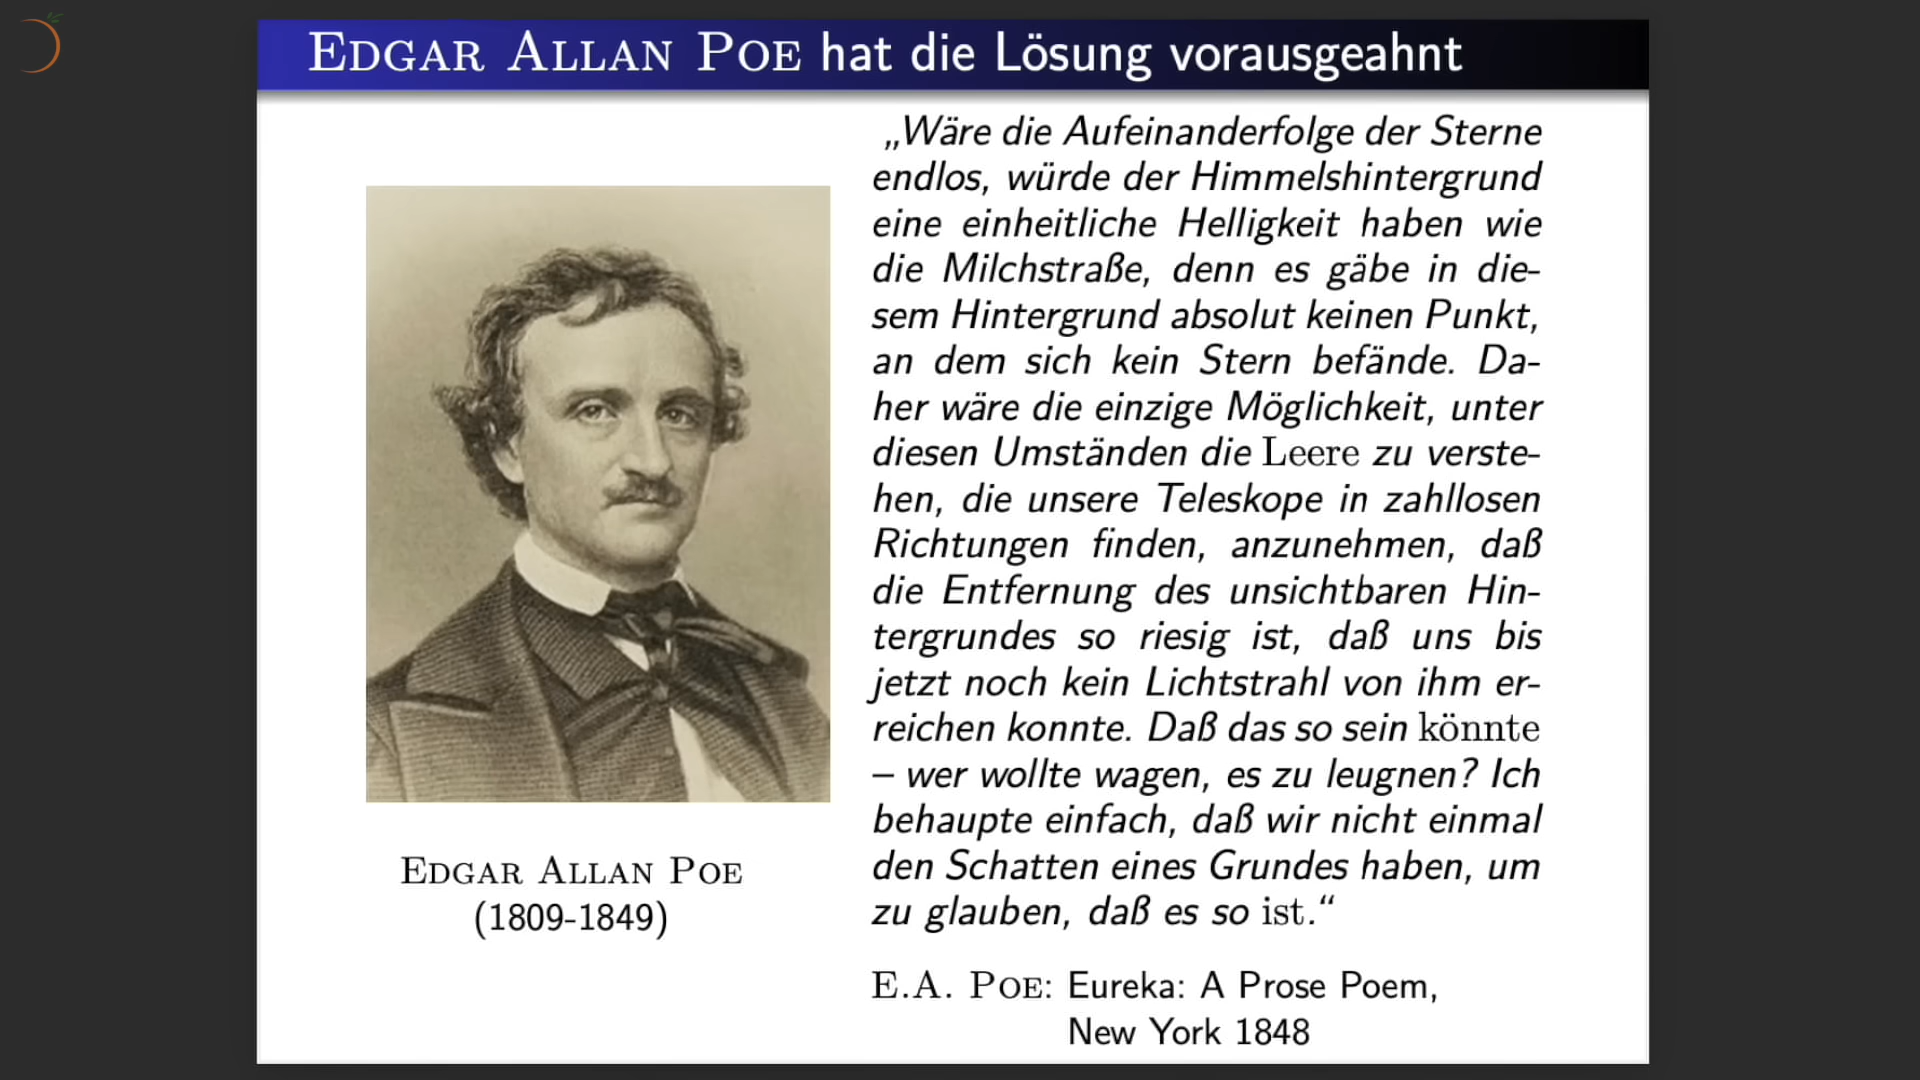 Edgar Allan Poe hat die Lösung vorausgeahnt
„Wäre die Aufeinanderfolge der Sterne
endlos, würde der Himmelshintergrund
eine einheitliche Helligkeit haben wie
die Milchstraße, denn es gäbe in die-
sem Hintergrund absolut keinen Punkt,
an dem sich kein Stern befände. Da-
her wäre die einzige Möglichkeit, unter
diesen Umständen die Leere zu verste-
hen, die unsere Teleskope in zahllosen
Richtungen finden, anzunehmen, daß
die Entfernung des unsichtbaren Hin-
tergrundes so riesig ist, daß uns bis
jetzt noch kein Lichtstrahl von ihm er-
reichen konnte. Daß das so sein könnte
– wer wollte wagen, es zu leugnen? Ich
behaupte einfach, daß wir nicht einmal
den Schatten eines Grundes haben, um
zu glauben, daß es so ist.“
Edgar Allan Poe
(1809-1849)
E.A. Poe: Eureka: A Prose Poem,
New York 1848